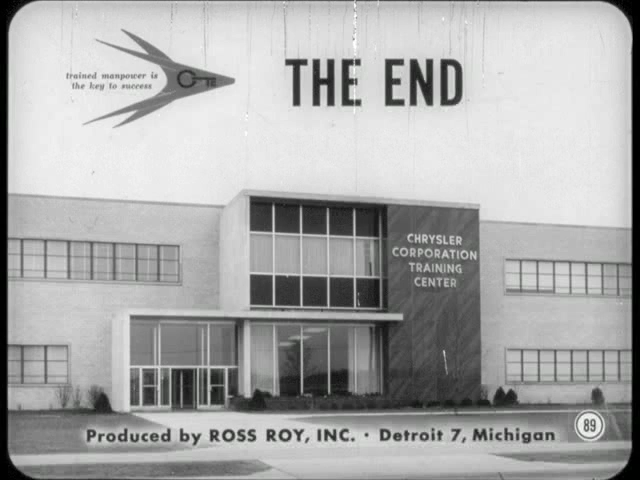 trained manpower is
the key to success
THE END
CHRYSLER
CORPORATION
TRAINING
CENTER
Produced by ROSS ROY, INC. · Detroit 7, Michigan
89